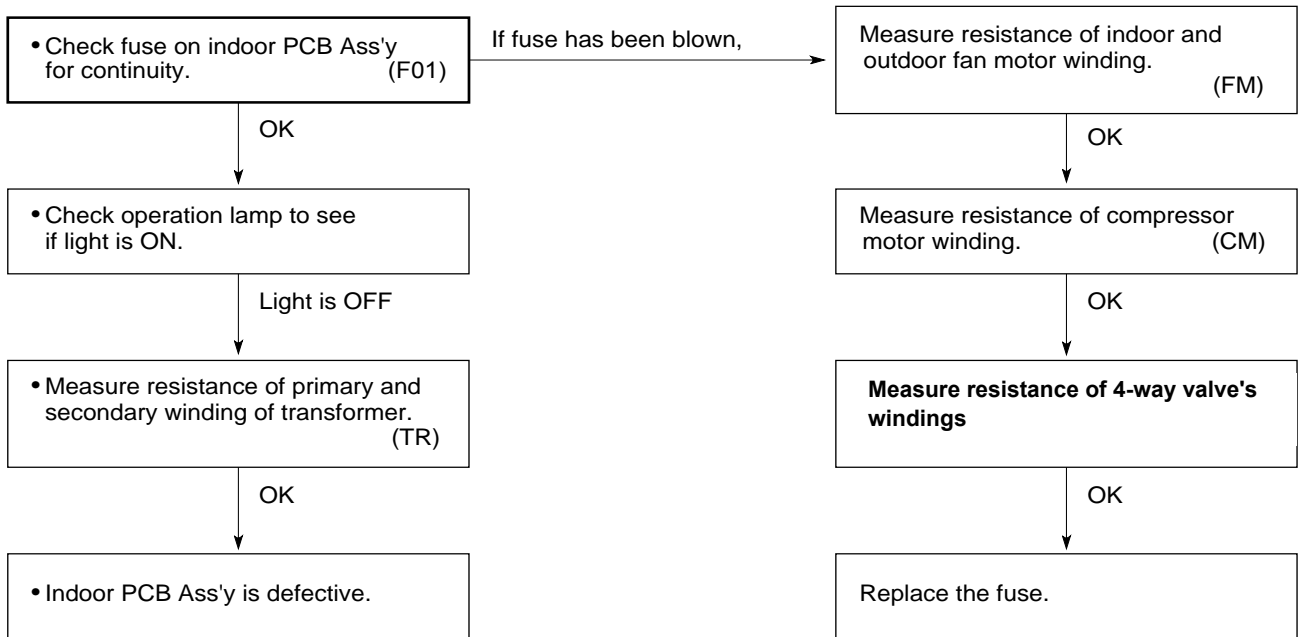 • Check fuse on indoor PCB Ass'y
for continuity. (F01)
If fuse has been blown,
Measure resistance of indoor and
outdoor fan motor winding.
(FM)
OK
OK
• Check operation lamp to see
if light is ON.
Measure resistance of compressor
motor winding. (CM)
Light is OFF
OK
• Measure resistance of primary and
secondary winding of transformer.
(TR)
Measure resistance of 4-way valve's
windings
OK
OK
• Indoor PCB Ass'y is defective.
Replace the fuse.